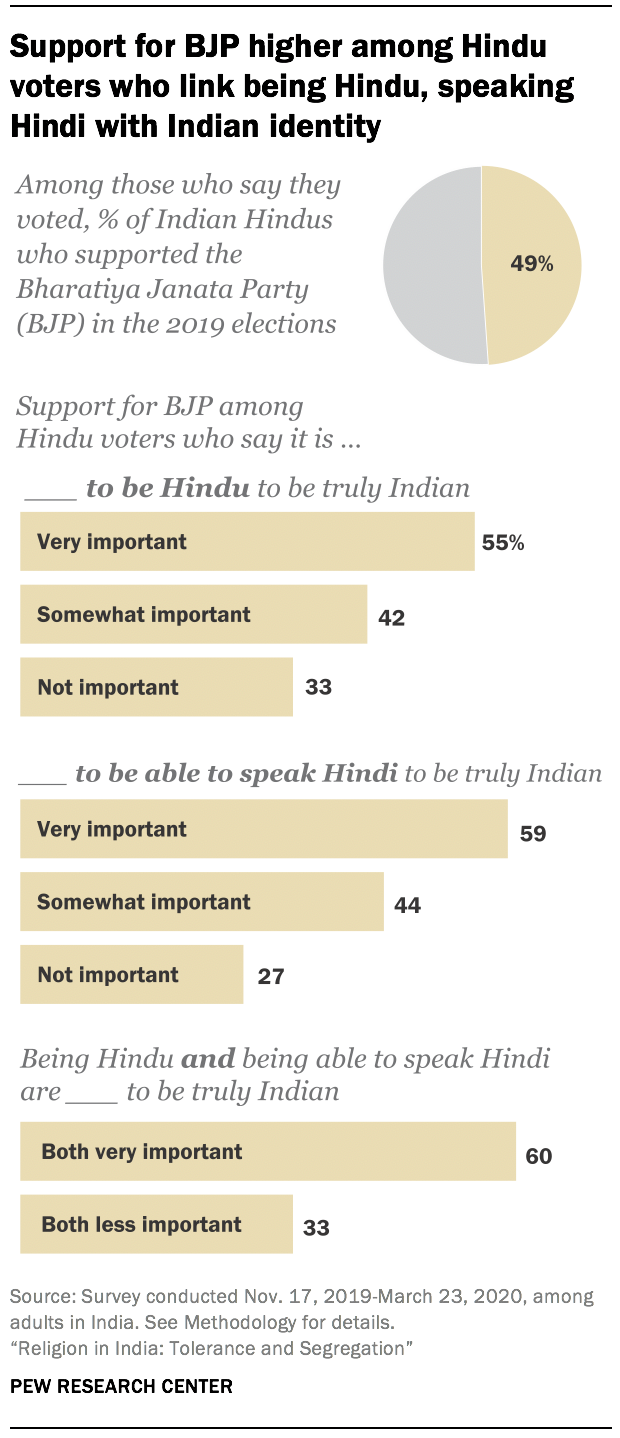 Support for BJP higher among Hindu
voters who link being Hindu, speaking
Hindi with Indian identity
Among those who say they
voted, % of Indian Hindus
who supported the
Bharatiya Janata Party
(BJP) in the 2019 elections
49%
Support for BJP among
Hindu voters who say it is ...
___ to be Hindu to be truly Indian
Very important 55%
Somewhat important 42
Not important 33
___ to be able to speak Hindi to be truly Indian
Very important 59
Somewhat important 44
Not important 27
Being Hindu and being able to speak Hindi
are ___ to be truly Indian
Both very important 60
Both less important 33
Source: Survey conducted Nov. 17, 2019-March 23, 2020, among
adults in India. See Methodology for details.
“Religion in India: Tolerance and Segregation”
PEW RESEARCH CENTER